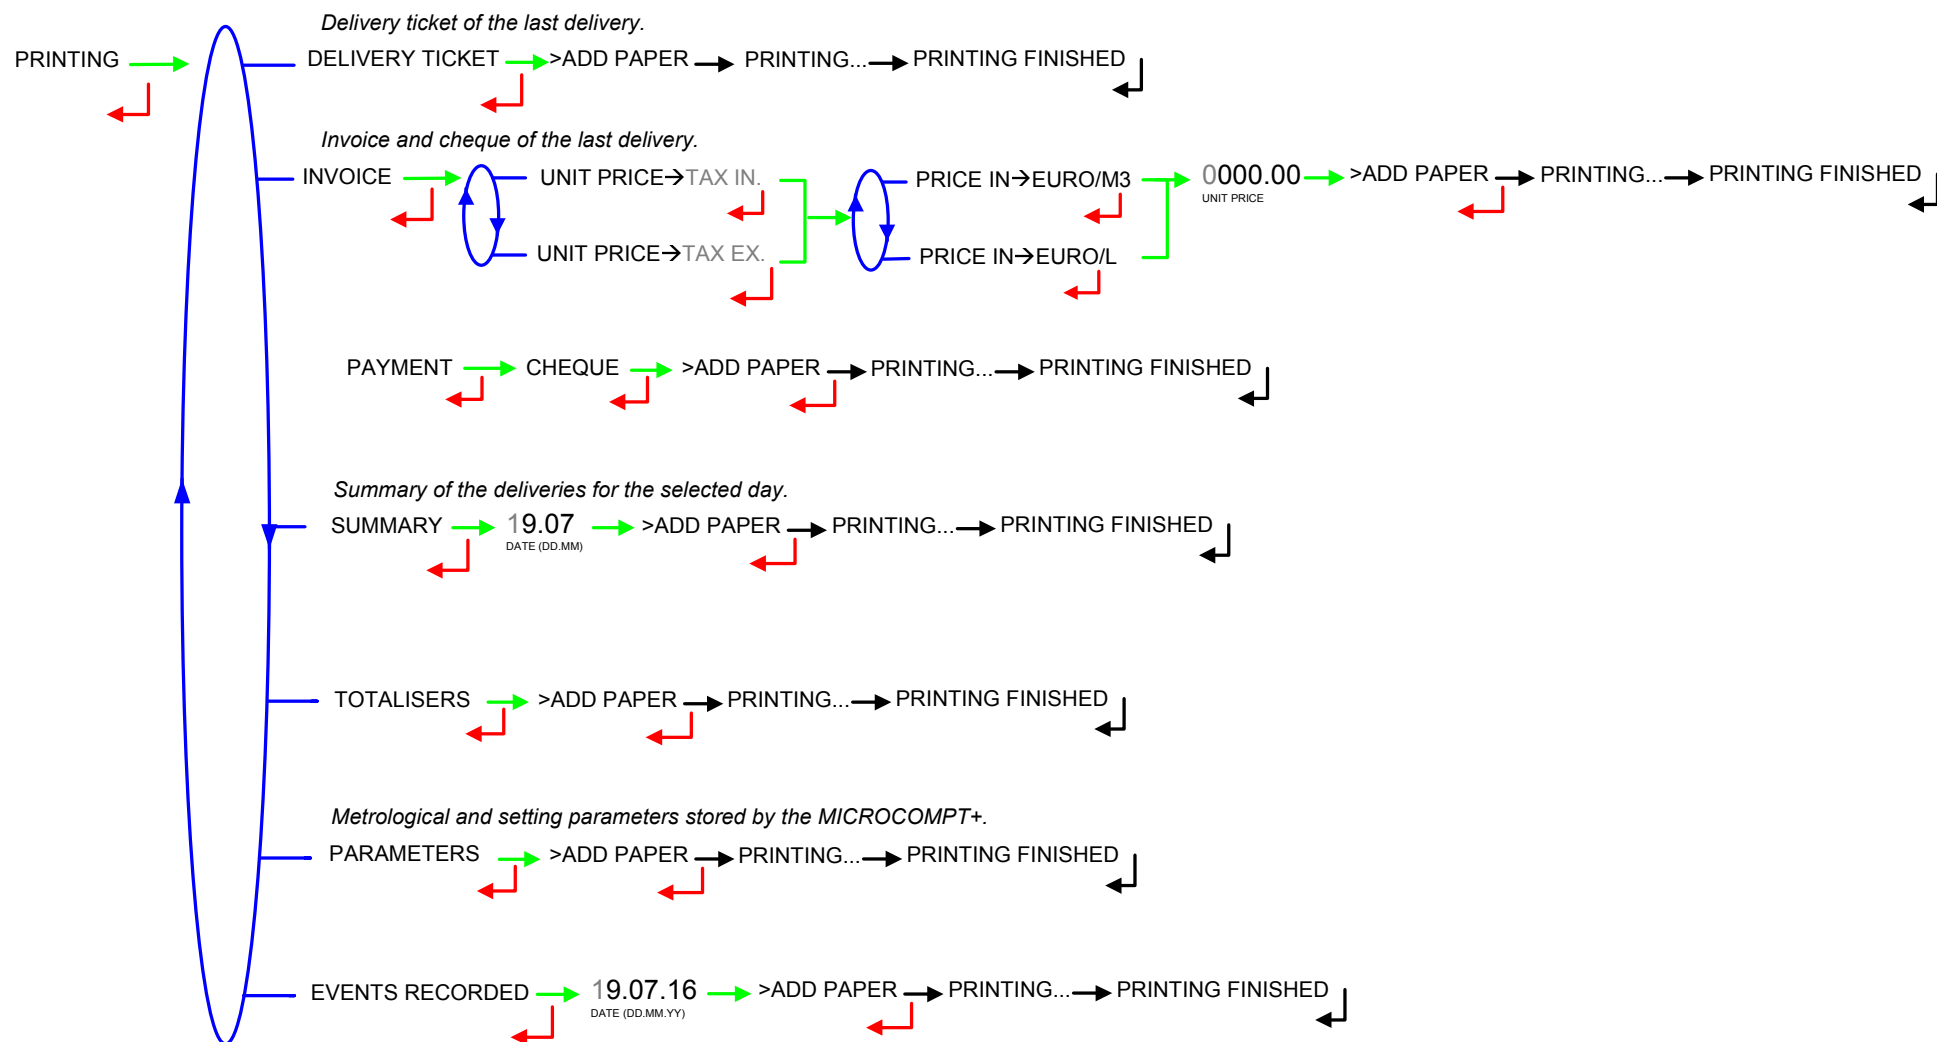 Delivery ticket of the last delivery.
PRINTING DELIVERY TICKET >ADD PAPER PRINTING... PRINTING FINISHED
Invoice and cheque of the last delivery.
INVOICE UNIT PRICE→TAX IN. PRICE IN→EURO/M3 0000.00 >ADD PAPER PRINTING... PRINTING FINISHED
UNIT PRICE
UNIT PRICE→TAX EX. PRICE IN→EURO/L
PAYMENT CHEQUE >ADD PAPER PRINTING... PRINTING FINISHED
Summary of the deliveries for the selected day.
SUMMARY 19.07 >ADD PAPER PRINTING... PRINTING FINISHED
DATE (DD.MM)
TOTALISERS >ADD PAPER PRINTING... PRINTING FINISHED
Metrological and setting parameters stored by the MICROCOMPT+.
PARAMETERS >ADD PAPER PRINTING... PRINTING FINISHED
EVENTS RECORDED 19.07.16 >ADD PAPER PRINTING... PRINTING FINISHED
DATE (DD.MM.YY)